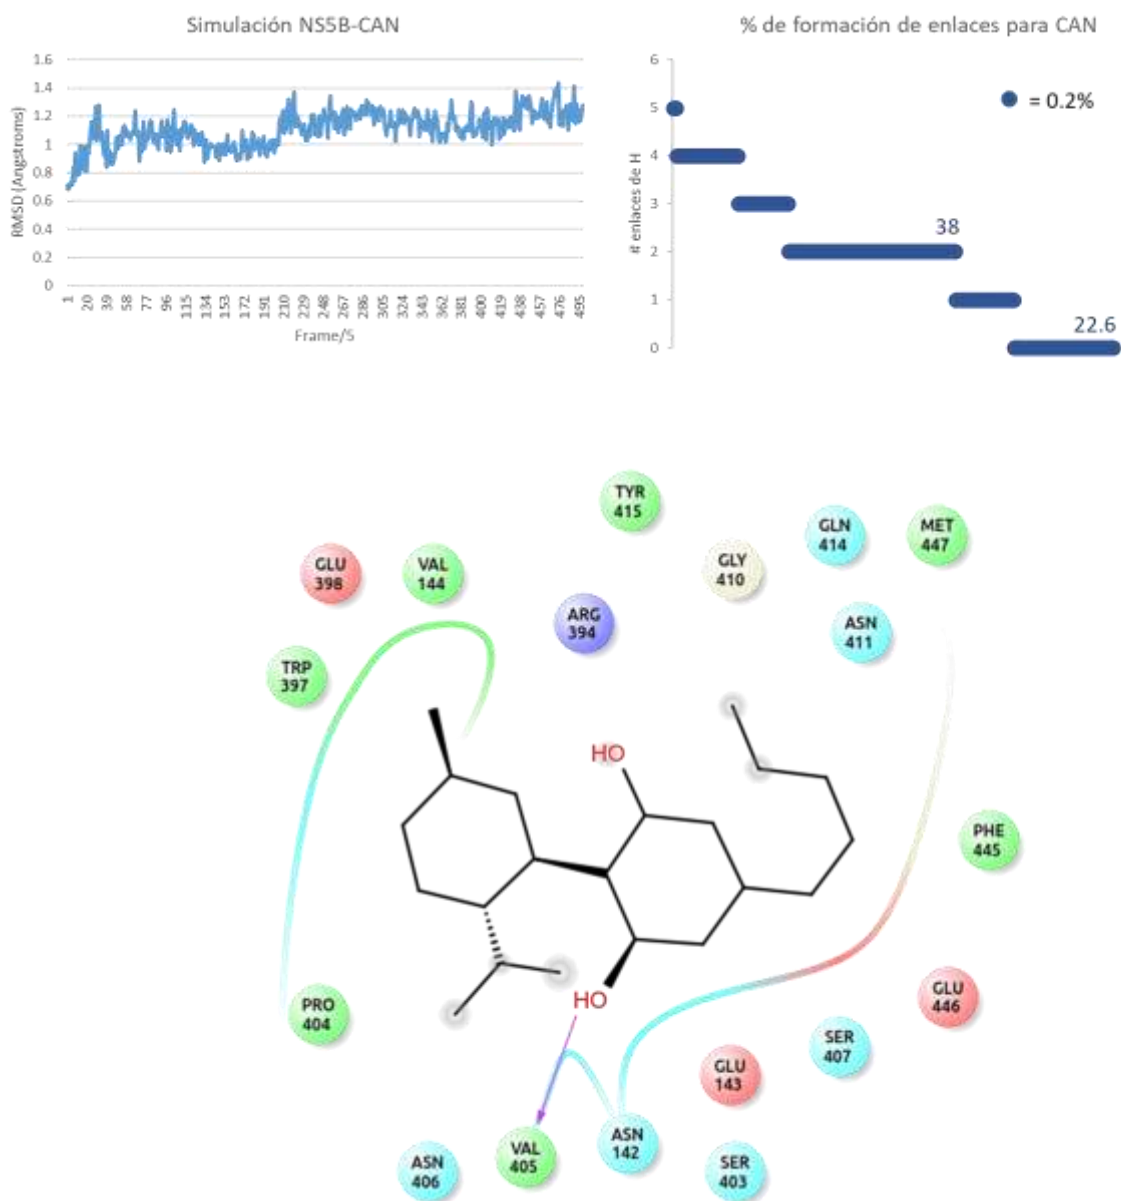 Simulación NS5B-CAN
RMSD (Angstroms)
1.6
1.4
1.2
1
0.8
0.6
0.4
0.2
0
1 20 39 58 77 96 115 134 153 172 191 210 229 248 267 286 305 324 343 362 381 400 419 438 457 476 495
Frame/5
% de formación de enlaces para CAN
# enlaces de H
6
5
4
3
2
1
0
= 0.2%
38
22.6
TYR
415
GLN
414
MET
447
GLU
398
VAL
144
GLY
410
ARG
394
ASN
411
TRP
397
HO
PHE
445
PRO
404
HO
GLU
446
SER
407
GLU
143
ASN
142
VAL
405
ASN
406
SER
403